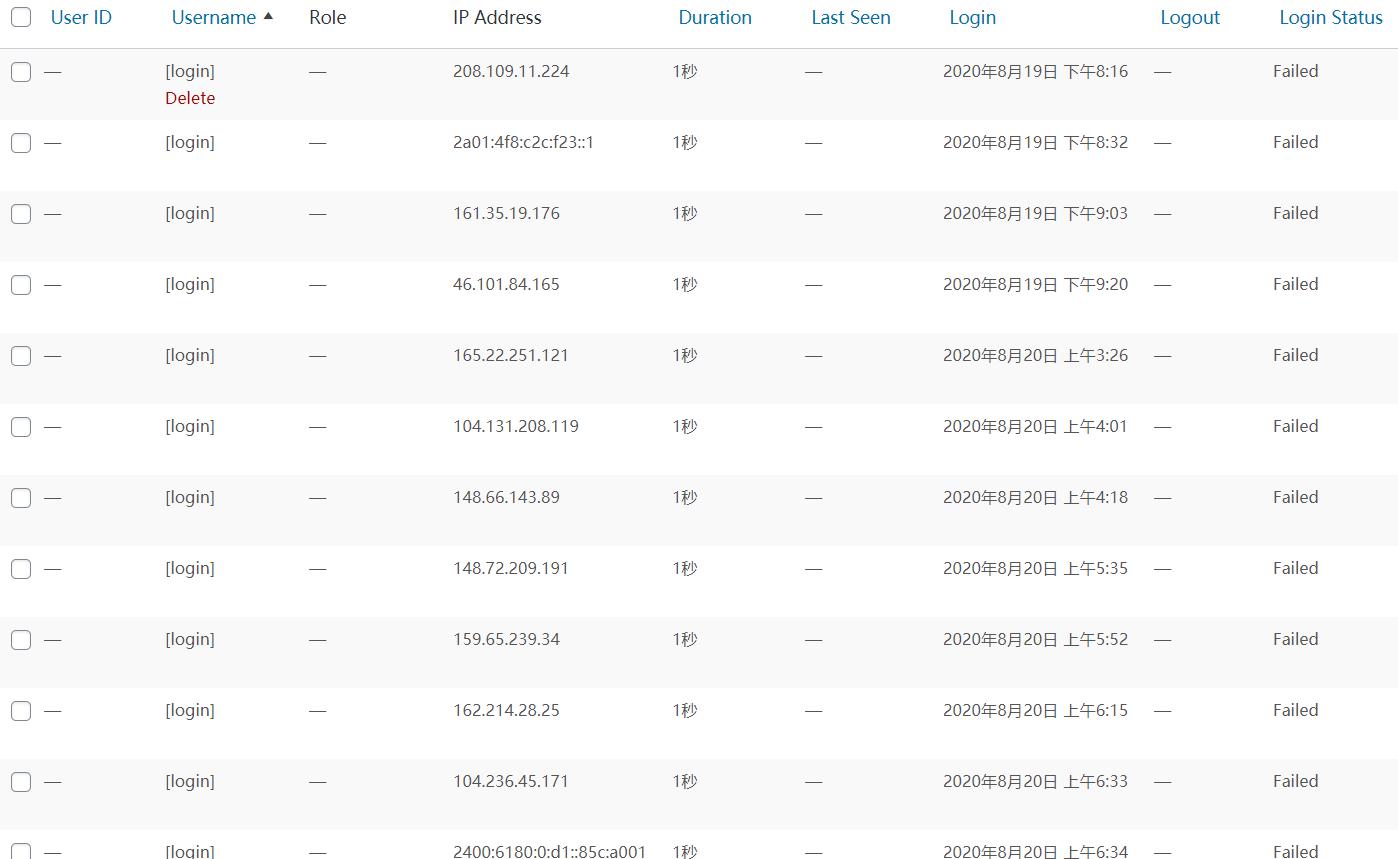 User ID Username ▲ Role IP Address Duration Last Seen Login Logout Login Status
— [login] — 208.109.11.224 1秒 — 2020年8月19日 下午8:16 — Failed
Delete
— [login] — 2a01:4f8:c2c:f23::1 1秒 — 2020年8月19日 下午8:32 — Failed
— [login] — 161.35.19.176 1秒 — 2020年8月19日 下午9:03 — Failed
— [login] — 46.101.84.165 1秒 — 2020年8月19日 下午9:20 — Failed
— [login] — 165.22.251.121 1秒 — 2020年8月20日 上午3:26 — Failed
— [login] — 104.131.208.119 1秒 — 2020年8月20日 上午4:01 — Failed
— [login] — 148.66.143.89 1秒 — 2020年8月20日 上午4:18 — Failed
— [login] — 148.72.209.191 1秒 — 2020年8月20日 上午5:35 — Failed
— [login] — 159.65.239.34 1秒 — 2020年8月20日 上午5:52 — Failed
— [login] — 162.214.28.25 1秒 — 2020年8月20日 上午6:15 — Failed
— [login] — 104.236.45.171 1秒 — 2020年8月20日 上午6:33 — Failed
— [login] — 2400:6180:0:d1::85c:a001 1秒 — 2020年8月20日 上午6:34 — Failed